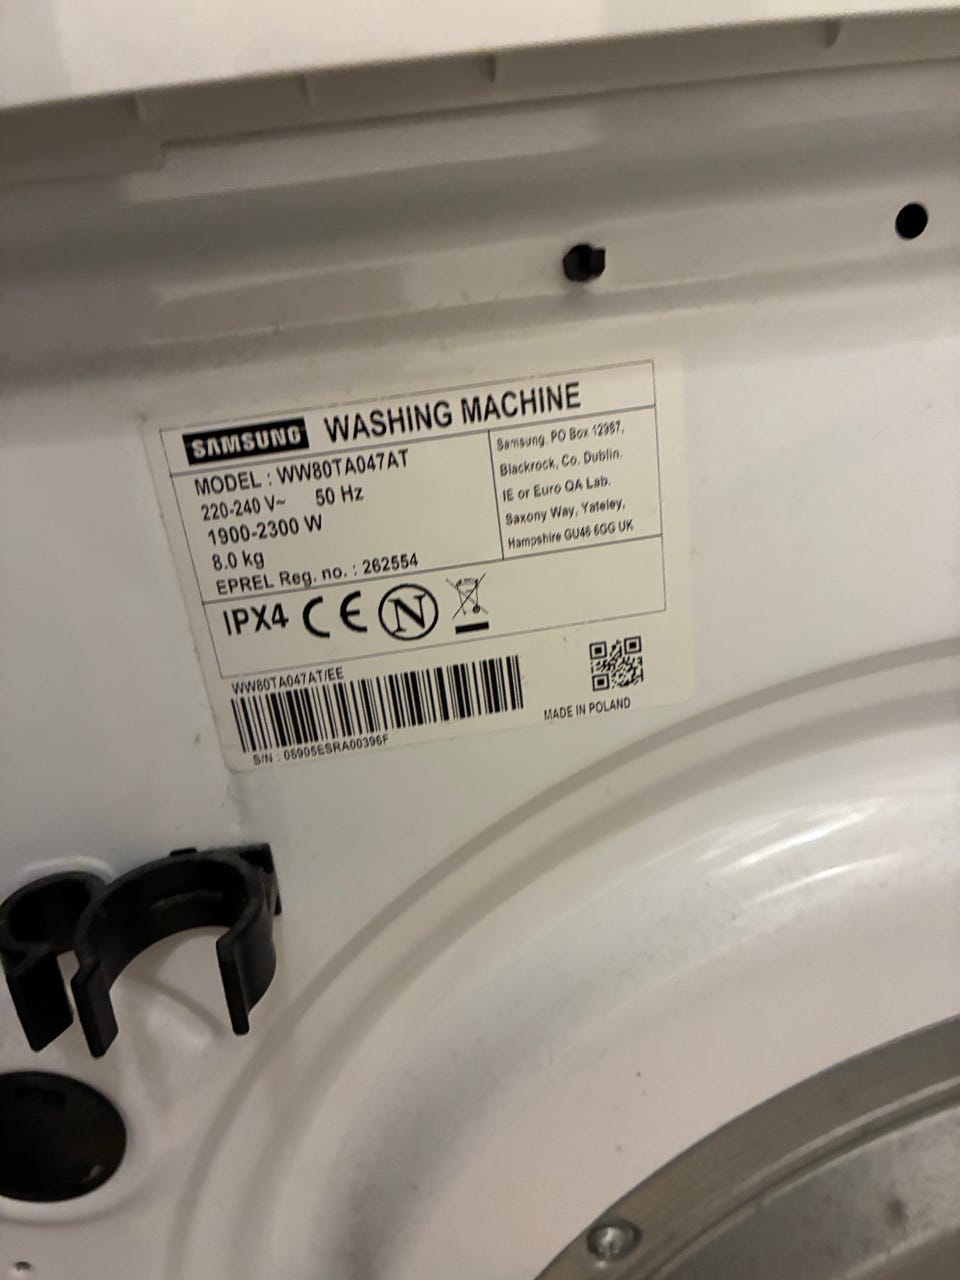 SAMSUNG WASHING MACHINE
MODEL : WW80TA047AT
220-240 V~ 50 Hz
1900-2300 W
8.0 kg
EPREL Reg. no. : 262554
Samsung, PO Box 12987,
Blackrock, Co. Dublin.
IE or Euro QA Lab.
Saxony Way, Yateley,
Hampshire GU46 6GG UK
IPX4 CE N
WW80TA047AT/EE
S/N : 06905ESRA00396F
MADE IN POLAND